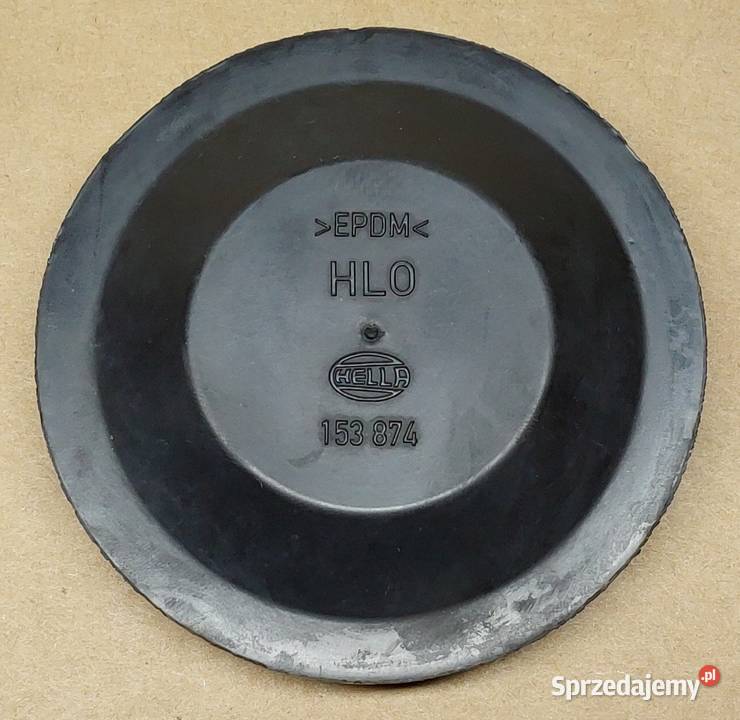 >EPDM<
HLO
HELLA
153 874
Sprzedajemy.pl